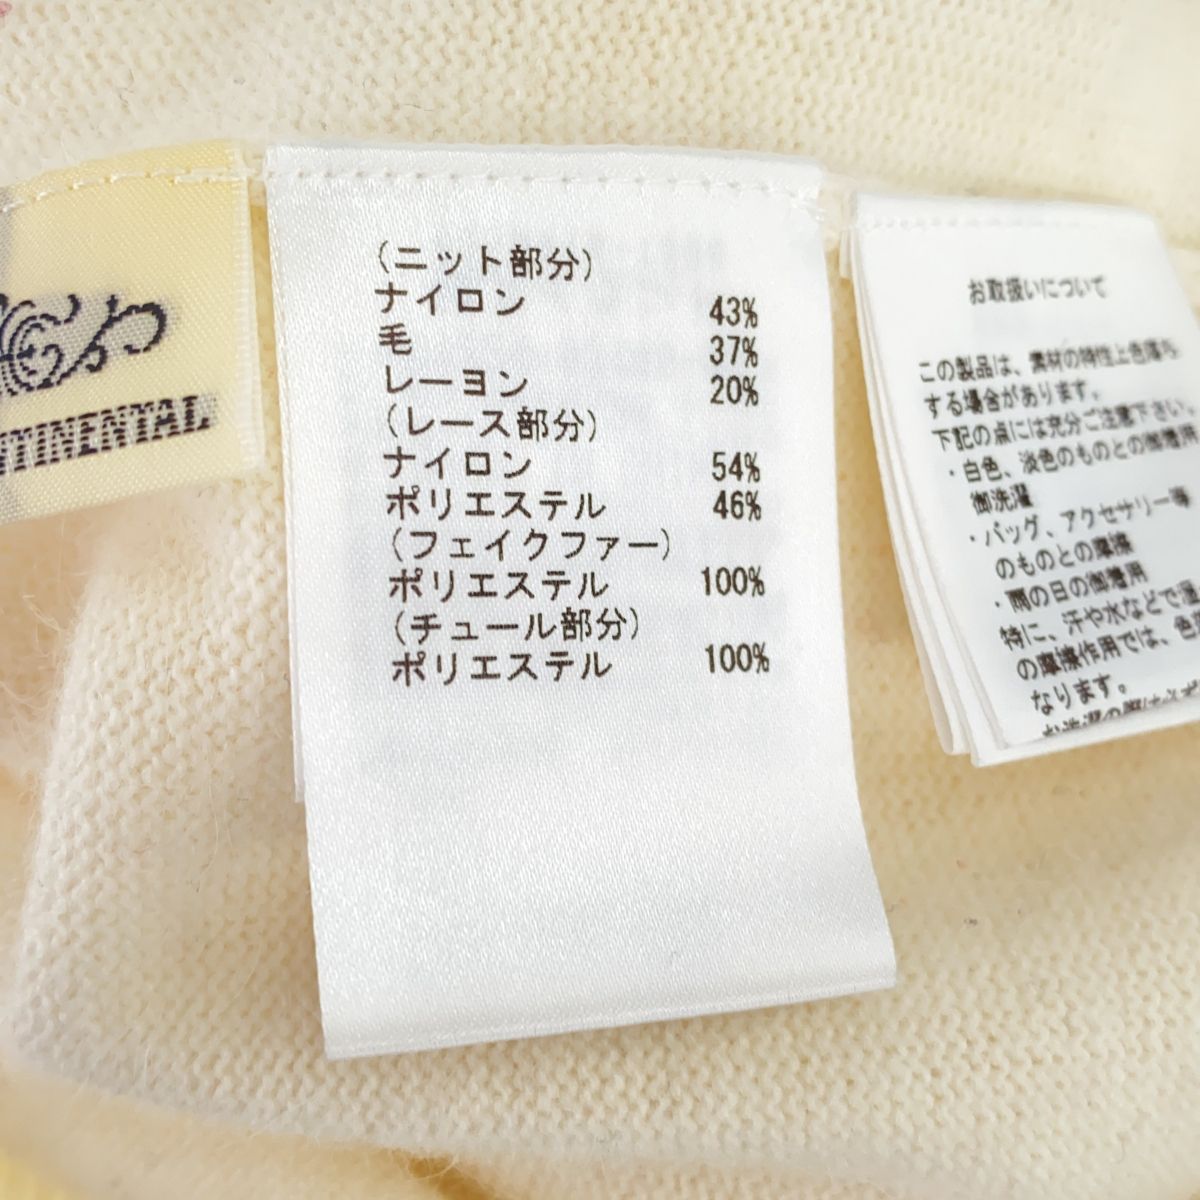 (ニット部分)
ナイロン 43%
毛 37%
レーヨン 20%
(レース部分)
ナイロン 54%
ポリエステル 46%
(フェイクファー)
ポリエステル 100%
(チュール部分)
ポリエステル 100%
NTINENTAL
お取扱いについて
この製品は、素材の特性上色落
する場合があります。
下記の点には充分ご注意下さい。
・白色、淡色のものとの御着用
御洗濯
・バッグ、アクセサリー等
のものとの摩擦
・雨の日の御着用
特に、汗や水などで湿
の摩擦作用では、色
なります。